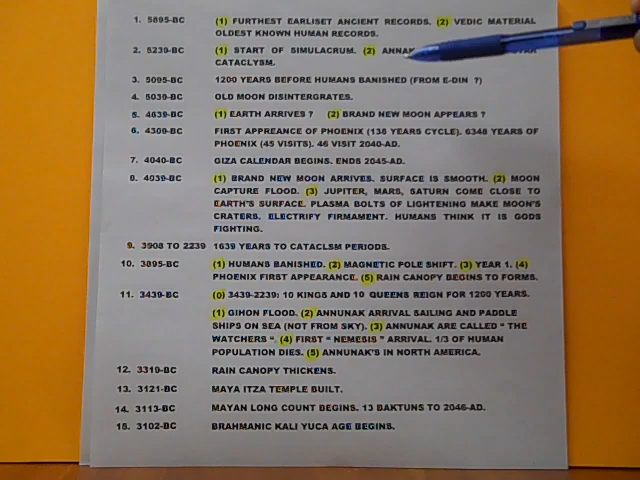 1. 5895-BC (1) FURTHEST EARLISET ANCIENT RECORDS. (2) VEDIC MATERIAL
OLDEST KNOWN HUMAN RECORDS.
2. 5239-BC (1) START OF SIMULACRUM. (2)
CATACLYSM.
3. 5095-BC 1200 YEARS BEFORE HUMANS BANISHED (FROM E-DIN ?)
4. 5039-BC OLD MOON DISINTERGRATES.
5. 4639-BC (1) EARTH ARRIVES ? (2) BRAND NEW MOON APPEARS ?
6. 4309-BC FIRST APPREANCE OF PHOENIX (138 YEARS CYCLE). 6348 YEARS OF
PHOENIX (45 VISITS). 46 VISIT 2040-AD.
7. 4040-BC GIZA CALENDAR BEGINS. ENDS 2045-AD.
8. 4039-BC (1) BRAND NEW MOON ARRIVES. SURFACE IS SMOOTH. (2) MOON
CAPTURE FLOOD. (3) JUPITER, MARS, SATURN COME CLOSE TO
EARTH'S SURFACE. PLASMA BOLTS OF LIGHTENING MAKE MOON'S
CRATERS. ELECTRIFY FIRMAMENT. HUMANS THINK IT IS GODS
FIGHTING.
9. 3908 TO 2239 1639 YEARS TO CATACLSM PERIODS.
10. 3895-BC (1) HUMANS BANISHED. (2) MAGNETIC POLE SHIFT. (3) YEAR 1. (4)
PHOENIX FIRST APPEARANCE. (5) RAIN CANOPY BEGINS TO FORMS.
11. 3439-BC (0) 3439-2239: 10 KINGS AND 10 QUEENS REIGN FOR 1200 YEARS.
(1) GIHON FLOOD. (2) ANNUNAK ARRIVAL SAILING AND PADDLE
SHIPS ON SEA (NOT FROM SKY). (3) ANNUNAK ARE CALLED " THE
WATCHERS ". (4) FIRST " NEMESIS " ARRIVAL. 1/3 OF HUMAN
POPULATION DIES. (5) ANNUNAK'S IN NORTH AMERICA.
12. 3319-BC RAIN CANOPY THICKENS.
13. 3121-BC MAYA ITZA TEMPLE BUILT.
14. 3113-BC MAYAN LONG COUNT BEGINS. 13 BAKTUNS TO 2046-AD.
15. 3102-BC BRAHMANIC KALI YUCA AGE BEGINS.